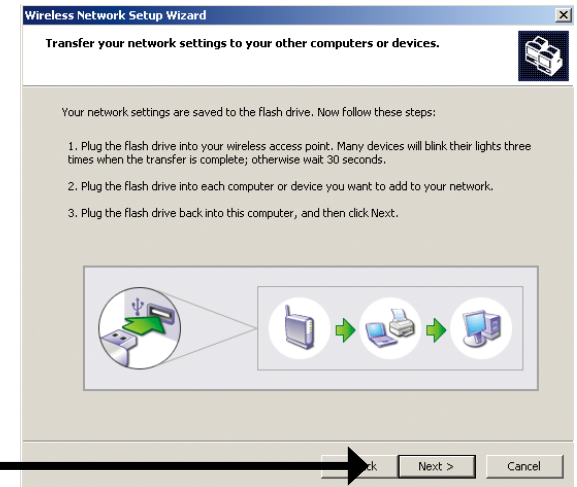 Wireless Network Setup Wizard
Transfer your network settings to your other computers or devices.
Your network settings are saved to the flash drive. Now follow these steps:
1. Plug the flash drive into your wireless access point. Many devices will blink their lights three
times when the transfer is complete; otherwise wait 30 seconds.
2. Plug the flash drive into each computer or device you want to add to your network.
3. Plug the flash drive back into this computer, and then click Next.
Next > Cancel